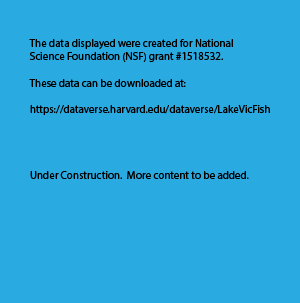 The data displayed were created for National
Science Foundation (NSF) grant #1518532.
These data can be downloaded at:
https://dataverse.harvard.edu/dataverse/LakeVicFish
Under Construction.  More content to be added.